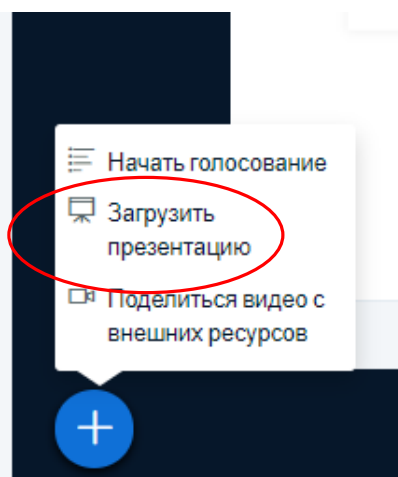 Начать голосование
Загрузить
презентацию
Поделиться видео с
внешних ресурсов